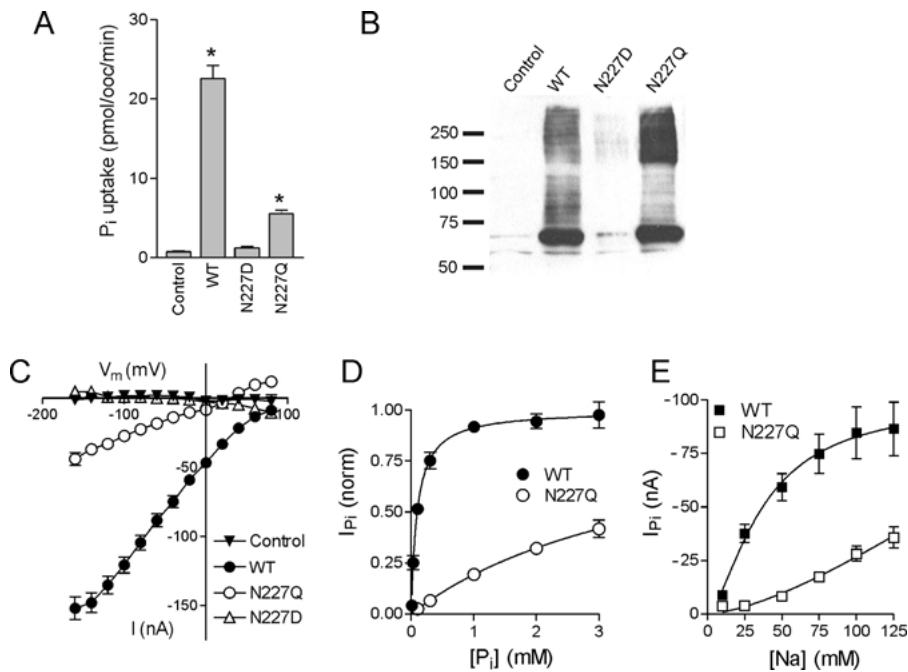 A
Pi uptake (pmol/ooc/min)
30
20
10
0
*
*
Control
WT
N227D
N227Q
B
Control
WT
N227D
N227Q
250
150
100
75
50
C
Vm (mV)
-200
-100
100
-50
-100
-150
I (nA)
Control
WT
N227Q
N227D
D
IPi (norm)
1.00
0.75
0.50
0.25
0.00
0
1
2
3
[Pi] (mM)
WT
N227Q
E
IPi (nA)
-100
-75
-50
-25
0
0
25
50
75
100
125
[Na] (mM)
WT
N227Q